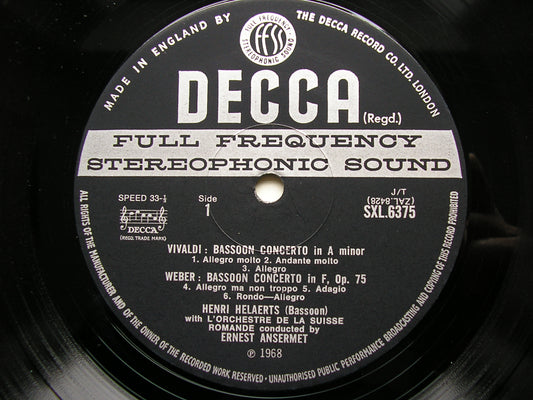 MADE IN ENGLAND BY
THE DECCA RECORD CO. LTD. LONDON
FULL FREQUENCY
ffss
STEREOPHONIC SOUND
DECCA
(Regd.)
FULL FREQUENCY
STEREOPHONIC SOUND
SPEED 33-⅓
Side
1
J/T
(ZAL.8428)
SXL.6375
DECCA
(REGD. TRADE MARK)
VIVALDI : BASSOON CONCERTO in A minor
1. Allegro molto 2. Andante molto
3. Allegro
WEBER : BASSOON CONCERTO in F, Op. 75
4. Allegro ma non troppo 5. Adagio
6. Rondo—Allegro
HENRI HELAERTS (Bassoon)
with L'ORCHESTRE DE LA SUISSE
ROMANDE conducted by
ERNEST ANSERMET
℗ 1968
ALL RIGHTS OF THE MANUFACTURER AND OF THE OWNER OF THE RECORDED WORK RESERVED · UNAUTHORISED PUBLIC PERFORMANCE BROADCASTING AND COPYING OF THIS RECORD PROHIBITED